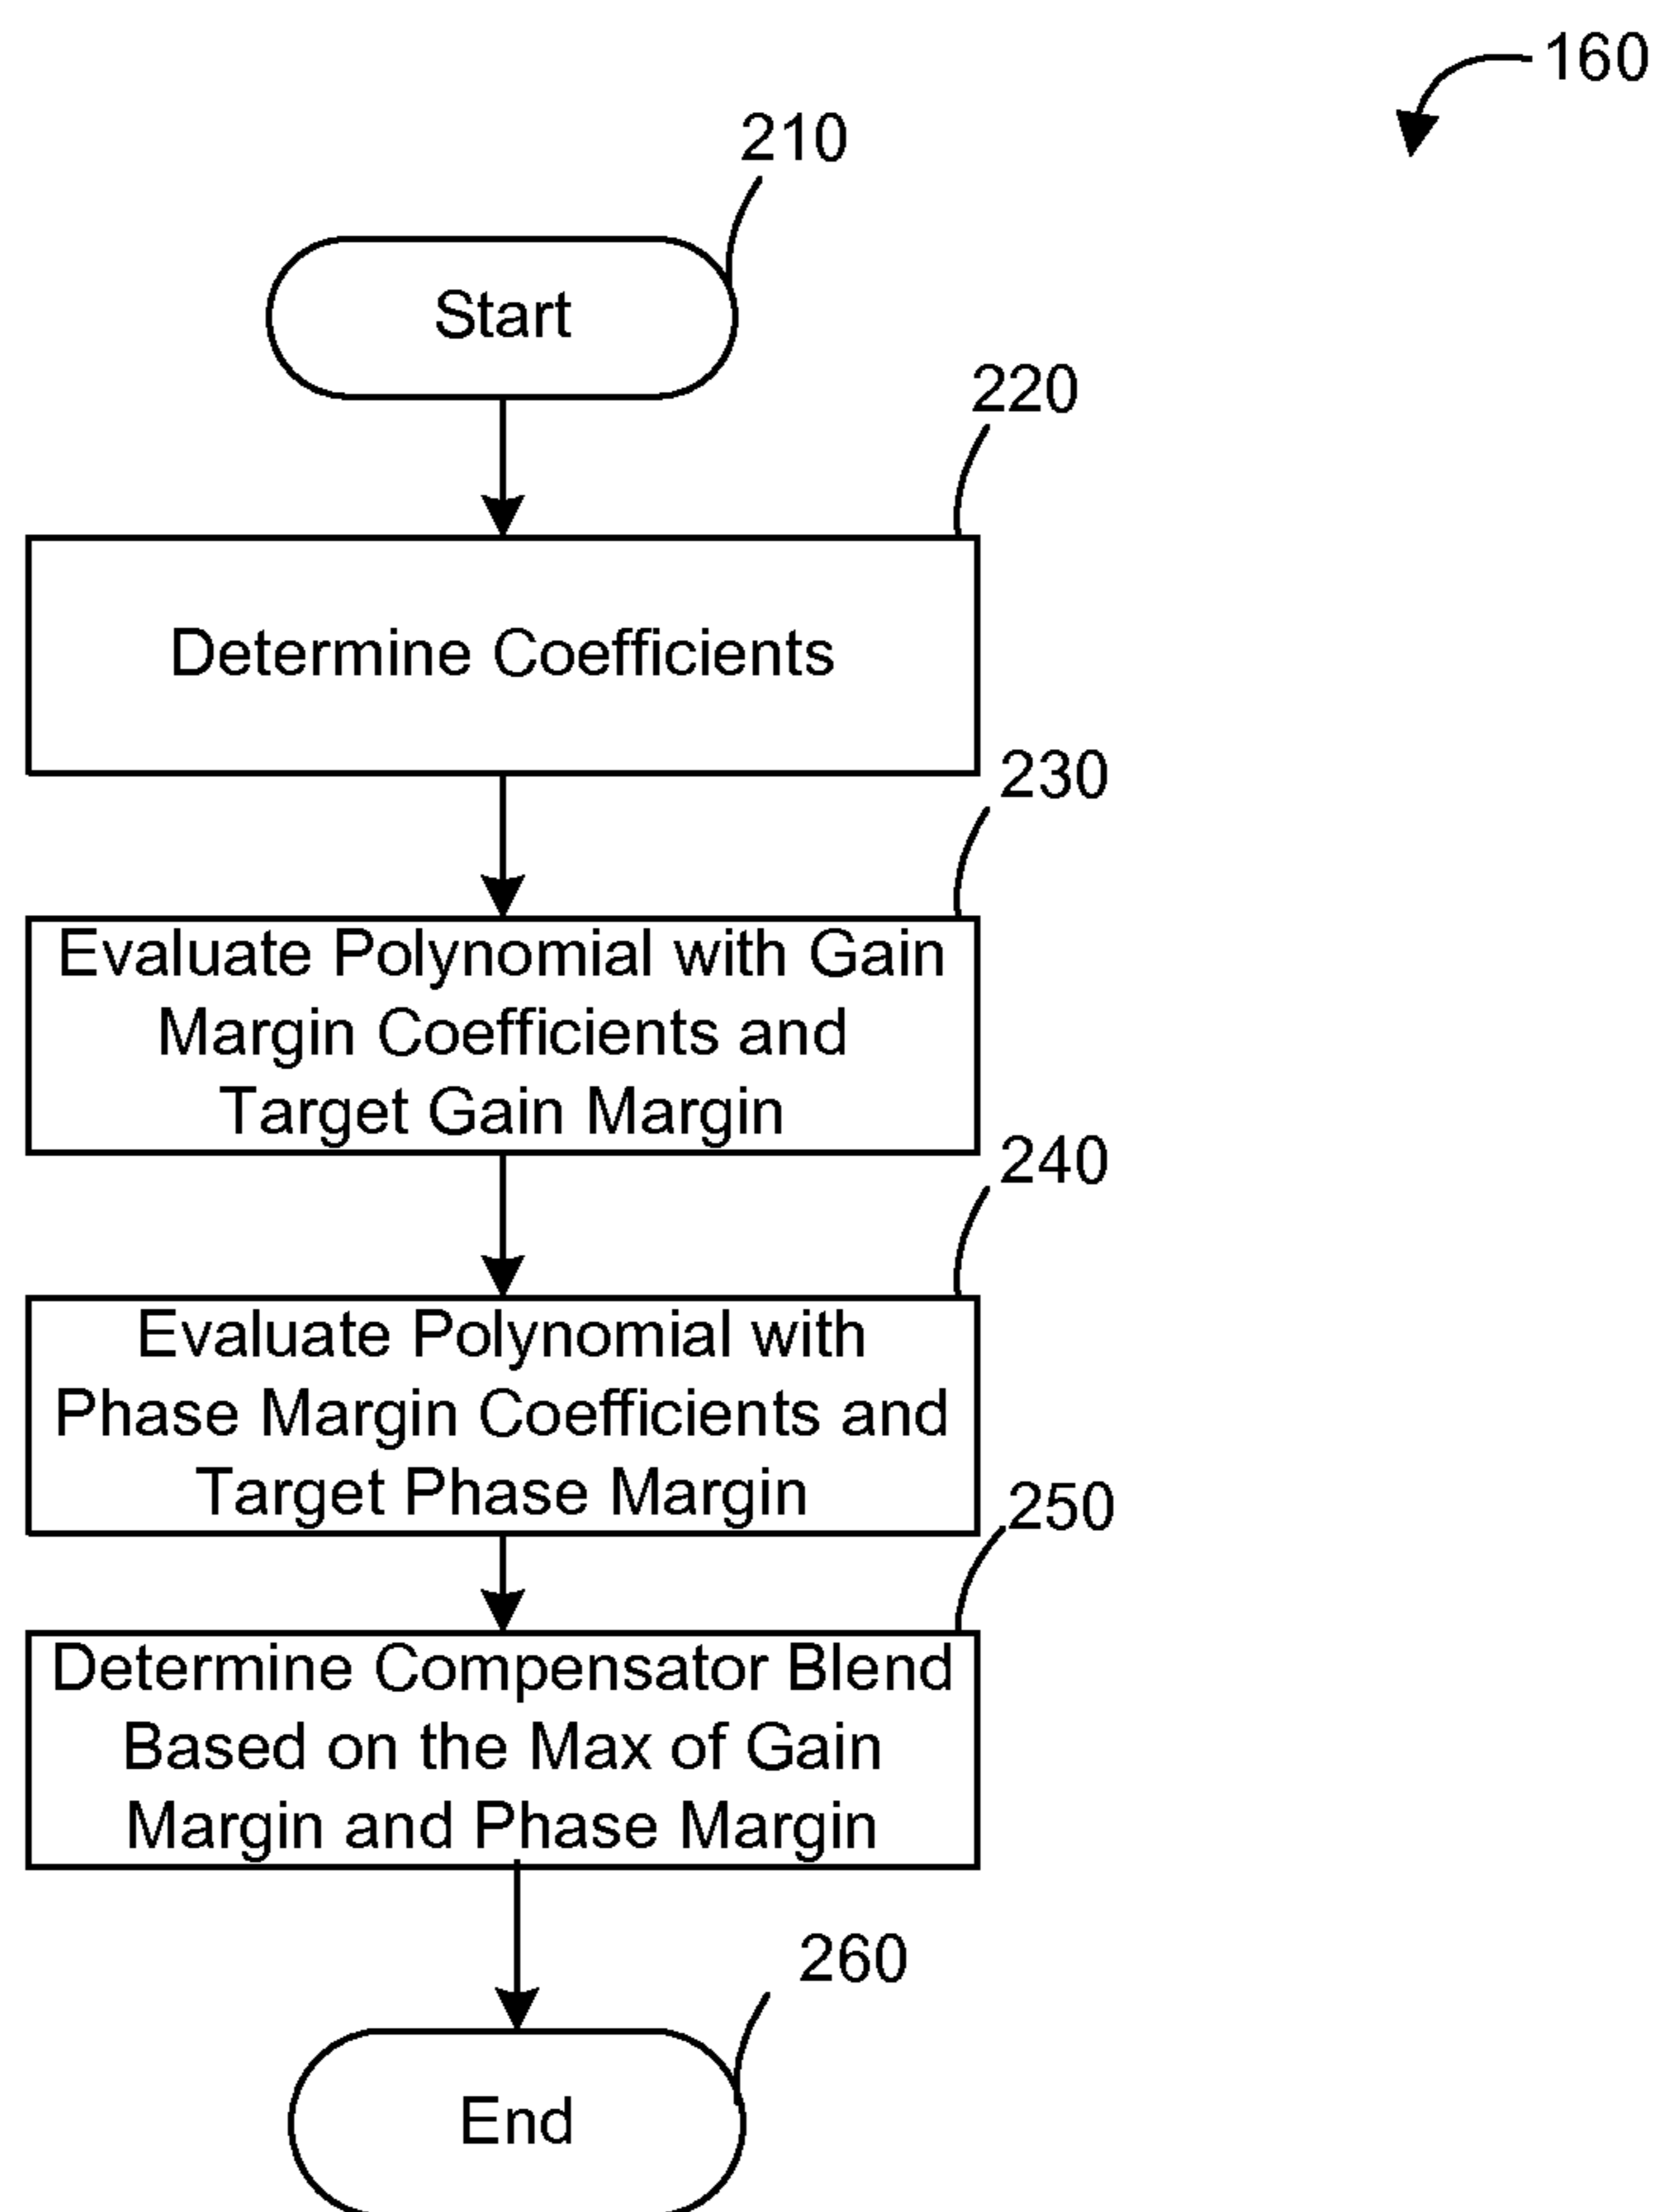 160
210
Start
220
Determine Coefficients
230
Evaluate Polynomial with Gain
Margin Coefficients and
Target Gain Margin
240
Evaluate Polynomial with
Phase Margin Coefficients and
Target Phase Margin
250
Determine Compensator Blend
Based on the Max of Gain
Margin and Phase Margin
260
End